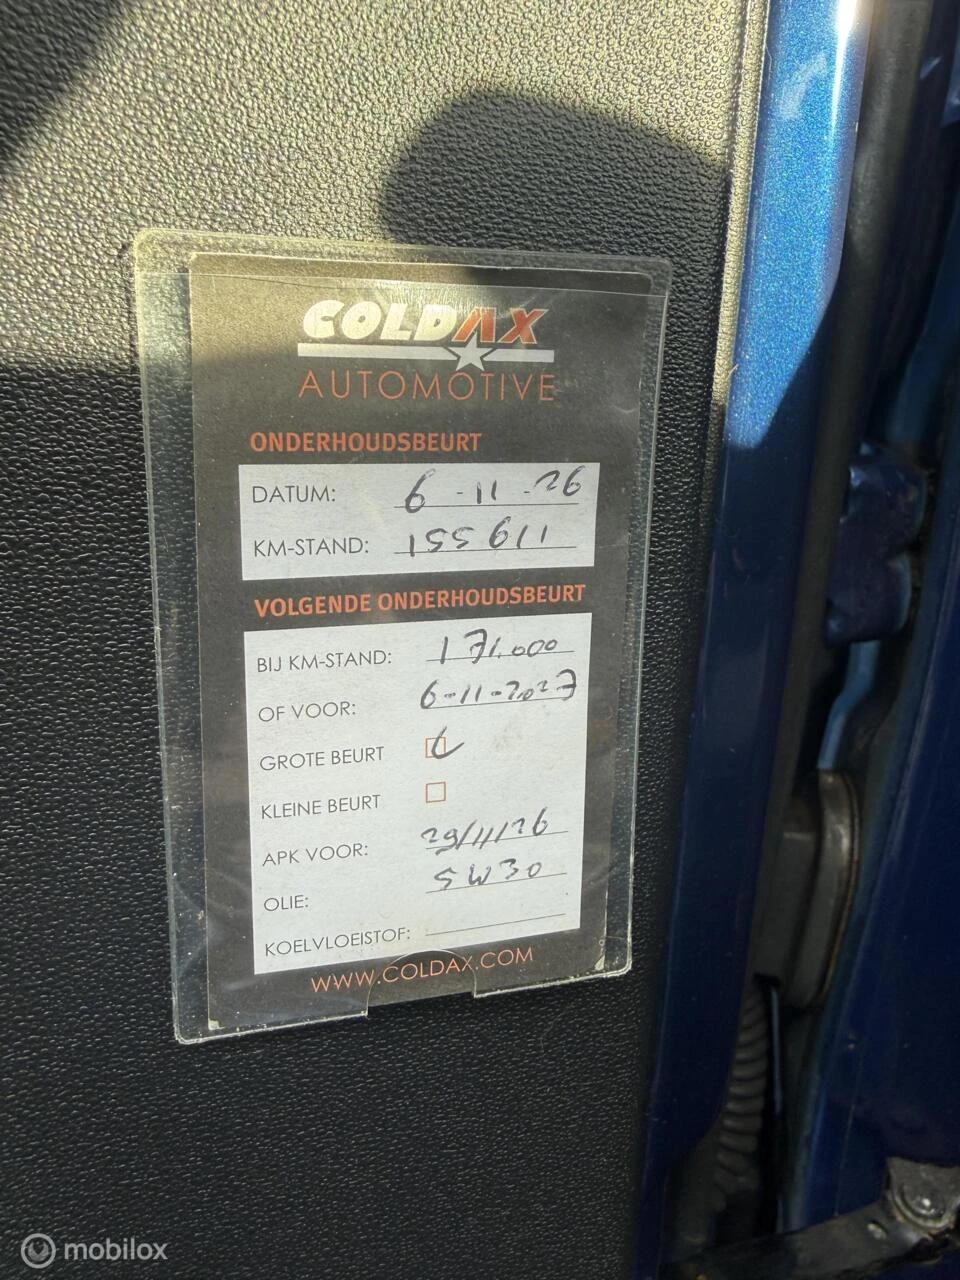 COLDAX
AUTOMOTIVE
ONDERHOUDSBEURT
DATUM: 6-11-26
KM-STAND: 155611
VOLGENDE ONDERHOUDSBEURT
BIJ KM-STAND: 171.000
OF VOOR: 6-11-2027
GROTE BEURT
KLEINE BEURT
APK VOOR: 29/11/26
OLIE: 5W30
KOELVLOEISTOF:
WWW.COLDAX.COM
mobilox